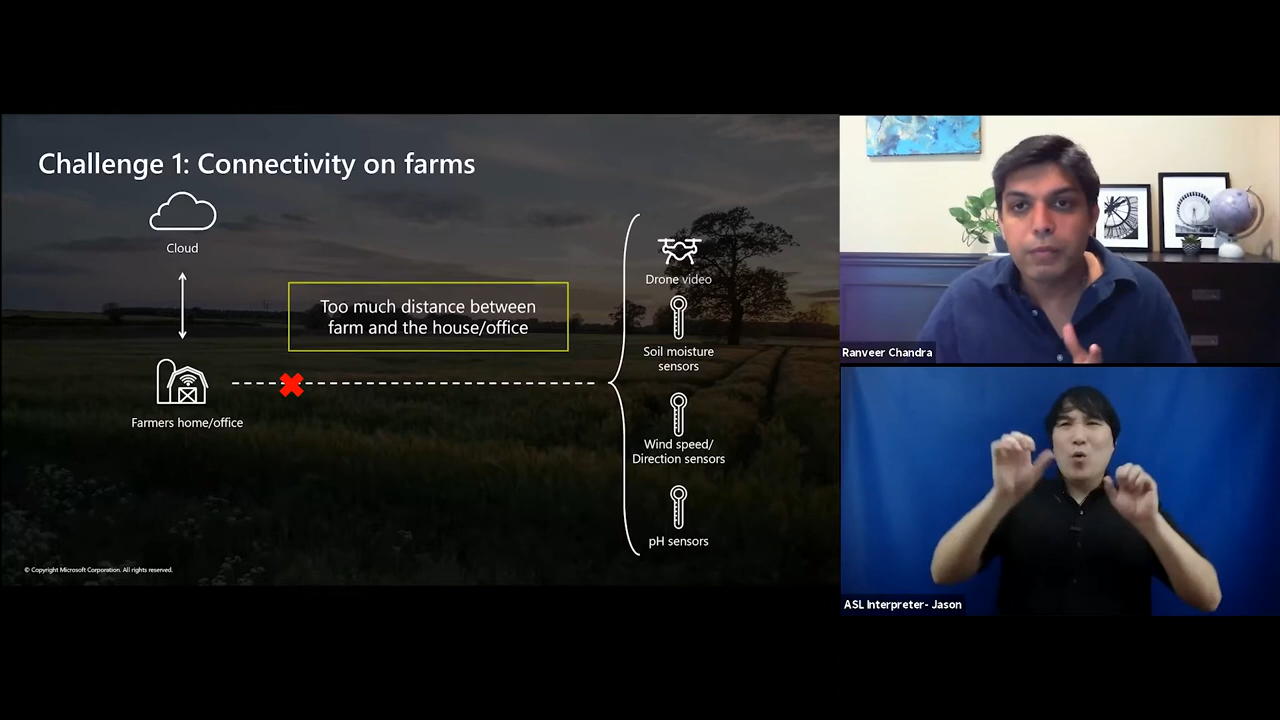 Challenge 1: Connectivity on farms
Cloud
Too much distance between
farm and the house/office
Farmers home/office
Drone video
Soil moisture
sensors
Wind speed/
Direction sensors
pH sensors
© Copyright Microsoft Corporation. All rights reserved.
Ranveer Chandra
ASL Interpreter- Jason